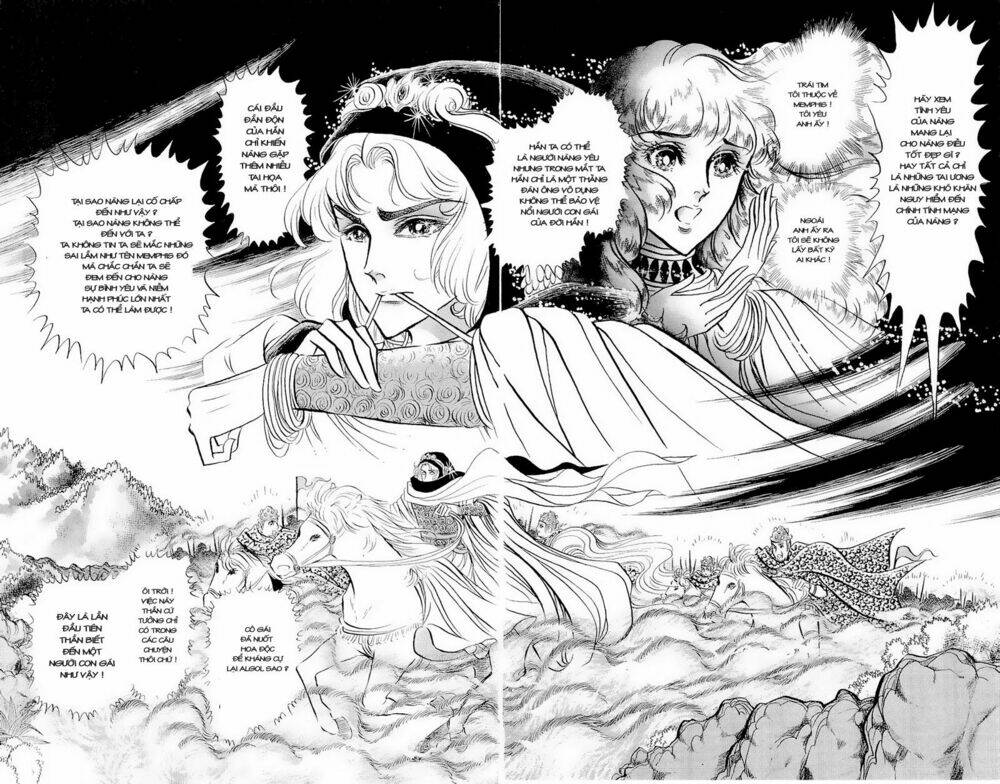 HÃY XEM
TÌNH YÊU
CỦA NÀNG
MANG LẠI
CHO NÀNG ĐIỀU
TỐT ĐẸP GÌ ?
HAY TẤT CẢ CHỈ
LÀ NHỮNG TAI ƯƠNG
LÀ NHỮNG KHÓ KHĂN
NGUY HIỂM ĐẾN
CHÍNH TÍNH MẠNG
CỦA NÀNG ?
TRÁI TIM
TÔI THUỘC VỀ
MEMPHIS !
TÔI YÊU
ANH ẤY !
NGOÀI
ANH ẤY RA
TÔI SẼ KHÔNG
LẤY BẤT KỲ
AI KHÁC !
HẮN TA CÓ THỂ
LÀ NGƯỜI NÀNG YÊU
NHƯNG TRONG MẮT TA
HẮN CHỈ LÀ MỘT THẰNG
ĐÀN ÔNG VÔ DỤNG
KHÔNG THỂ BẢO VỆ
NỔI NGƯỜI CON GÁI
CỦA ĐỜI HẮN !
CÁI ĐẦU
ĐẦN ĐỘN
CỦA HẮN
CHỈ KHIẾN
NÀNG GẶP
THÊM NHIỀU
TAI HỌA
MÀ THÔI !
TẠI SAO NÀNG LẠI CỐ CHẤP
ĐẾN NHƯ VẬY ?
TẠI SAO NÀNG KHÔNG THỂ
ĐẾN VỚI TA ?
TA KHÔNG TIN TA SẼ MẮC NHỮNG
SAI LẦM NHƯ TÊN MEMPHIS ĐÓ
MÀ CHẮC CHẮN TA SẼ
ĐEM ĐẾN CHO NÀNG
SỰ BÌNH YÊU VÀ NIỀM
HẠNH PHÚC LỚN NHẤT
TA CÓ THỂ LÀM ĐƯỢC !
CÔ GÁI
ĐÃ NUỐT
HOA ĐỘC
ĐỂ KHÁNG CỰ
LẠI ALGOL SAO ?
ÔI TRỜI !
VIỆC NÀY
THẦN CỨ
TƯỞNG CHỈ
CÓ TRONG
CÁC CÂU
CHUYỆN
THÔI CHỨ !
ĐÂY LÀ LẦN
ĐẦU TIÊN
THẦN BIẾT
ĐẾN MỘT
NGƯỜI CON GÁI
NHƯ VẬY !